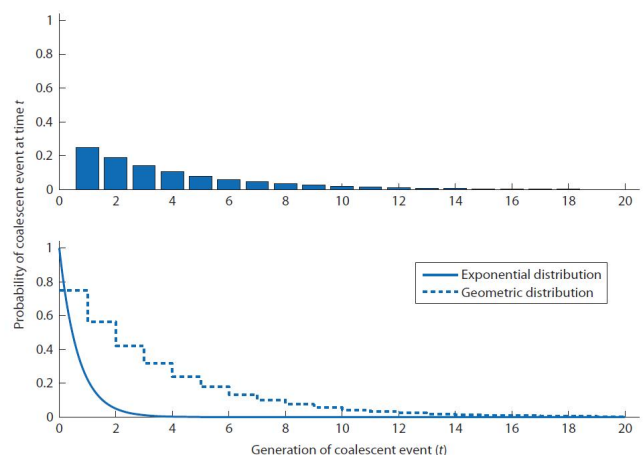 1
0.8
0.6
0.4
0.2
0
0 2 4 6 8 10 12 14 16 18 20
Probability of coalescent event at time t
1
0.8
0.6
0.4
0.2
0
Exponential distribution
Geometric distribution
0 2 4 6 8 10 12 14 16 18 20
Generation of coalescent event (t)